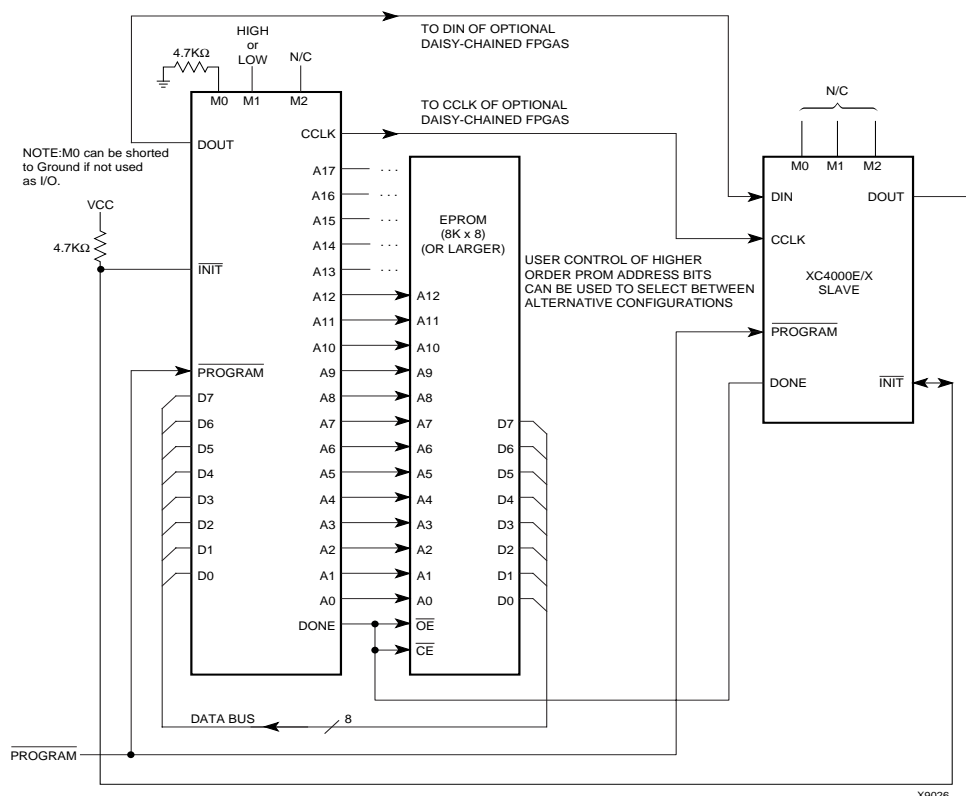 TO DIN OF OPTIONAL
DAISY-CHAINED FPGAS
HIGH
or
LOW
4.7KΩ
N/C
M0 M1 M2
TO CCLK OF OPTIONAL
DAISY-CHAINED FPGAS
N/C
M0 M1 M2
DOUT
CCLK
NOTE:M0 can be shorted
to Ground if not used
as I/O.
VCC
4.7KΩ
INIT
PROGRAM
D7
D6
D5
D4
D3
D2
D1
D0
A17 ...
A16 ...
A15 ...
A14 ...
A13 ...
A12
A11
A10
A9
A8
A7
A6
A5
A4
A3
A2
A1
A0
DONE
EPROM
(8K x 8)
(OR LARGER)
A12
A11
A10
A9
A8
A7
A6
A5
A4
A3
A2
A1
A0
OE
CE
D7
D6
D5
D4
D3
D2
D1
D0
USER CONTROL OF HIGHER
ORDER PROM ADDRESS BITS
CAN BE USED TO SELECT BETWEEN
ALTERNATIVE CONFIGURATIONS
DIN DOUT
CCLK
XC4000E/X
SLAVE
PROGRAM
DONE INIT
DATA BUS 8
PROGRAM
X9026